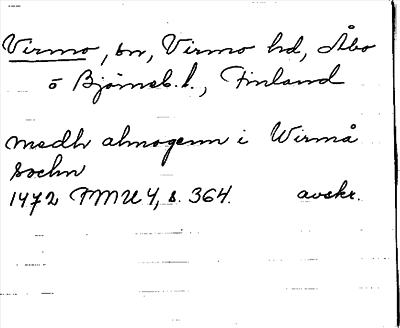 Virmo, sn, Virmo hd, Åbo
o Björneb. l., Finland
medh almogenn i Wirmå
sochn
1472 FMU 4, s. 364. avskr.